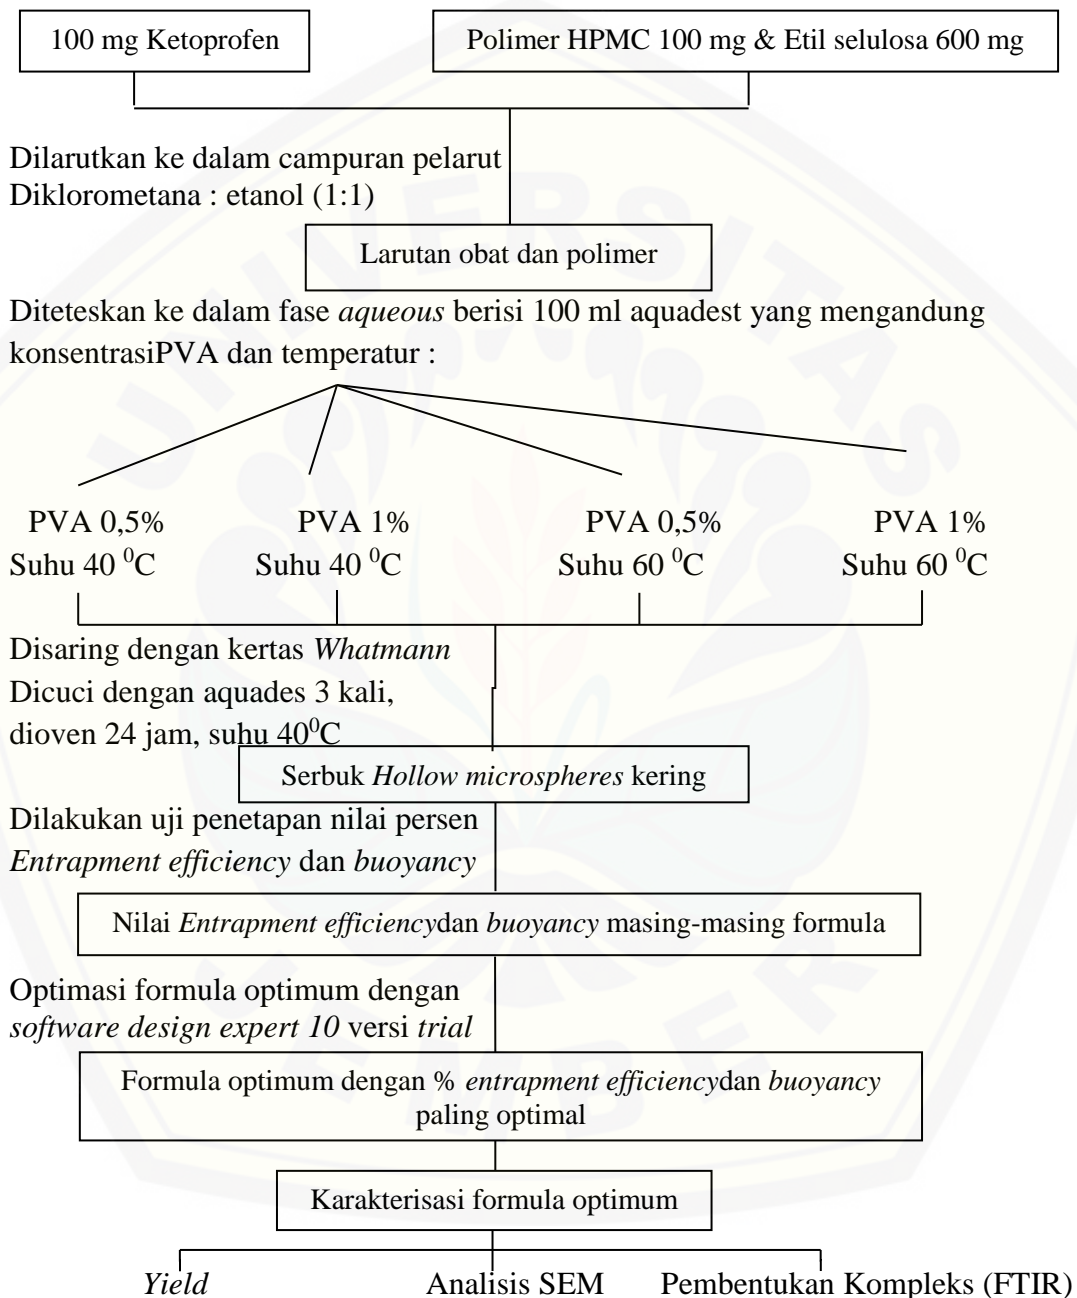 100 mg Ketoprofen
Polimer HPMC 100 mg & Etil selulosa 600 mg
Dilarutkan ke dalam campuran pelarut
Diklorometana : etanol (1:1)
Larutan obat dan polimer
Diteteskan ke dalam fase aqueous berisi 100 ml aquadest yang mengandung
konsentrasiPVA dan temperatur :
PVA 0,5%
Suhu 40 ⁰C
PVA 1%
Suhu 40 ⁰C
PVA 0,5%
Suhu 60 ⁰C
PVA 1%
Suhu 60 ⁰C
Disaring dengan kertas Whatmann
Dicuci dengan aquades 3 kali,
dioven 24 jam, suhu 40⁰C
Serbuk Hollow microspheres kering
Dilakukan uji penetapan nilai persen
Entrapment efficiency dan buoyancy
Nilai Entrapment efficiencydan buoyancy masing-masing formula
Optimasi formula optimum dengan
software design expert 10 versi trial
Formula optimum dengan % entrapment efficiencydan buoyancy
paling optimal
Karakterisasi formula optimum
Yield
Analisis SEM
Pembentukan Kompleks (FTIR)
UNIVERSITAS
JEMBER